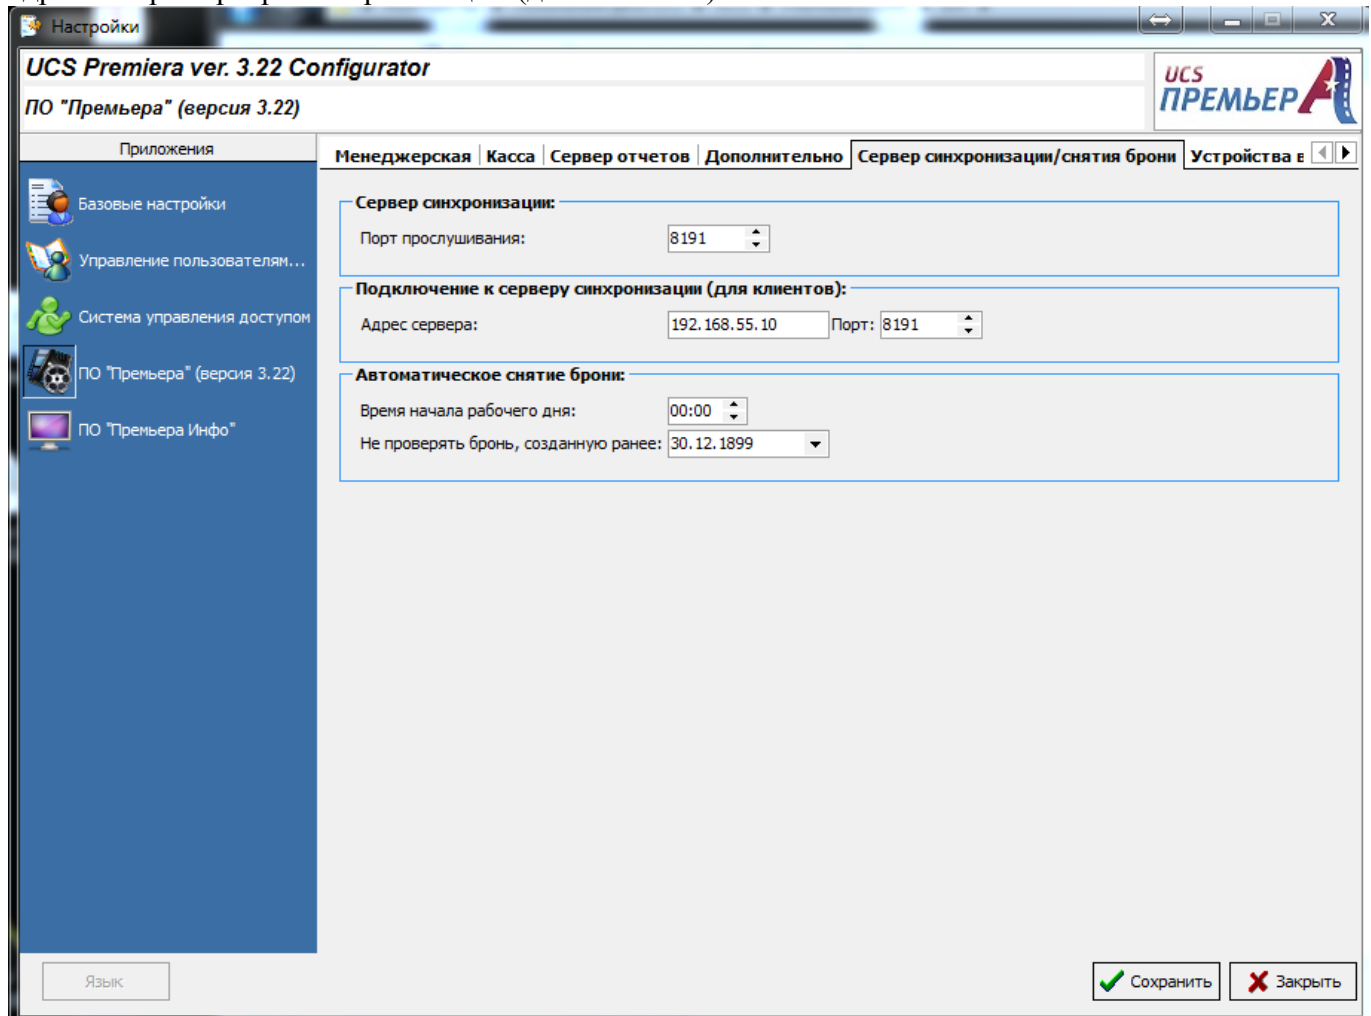 Настройки
UCS Premiera ver. 3.22 Configurator
ПО "Премьера" (версия 3.22)
UCS
ПРЕМЬЕРА
Приложения
Менеджерская Касса Сервер отчетов Дополнительно Сервер синхронизации/снятия брони Устройства в
Базовые настройки
Управление пользователям...
Система управления доступом
ПО "Премьера" (версия 3.22)
ПО "Премьера Инфо"
Сервер синхронизации:
Порт прослушивания: 8191
Подключение к серверу синхронизации (для клиентов):
Адрес сервера: 192.168.55.10 Порт: 8191
Автоматическое снятие брони:
Время начала рабочего дня: 00:00
Не проверять бронь, созданную ранее: 30.12.1899
Язык
Сохранить Закрыть